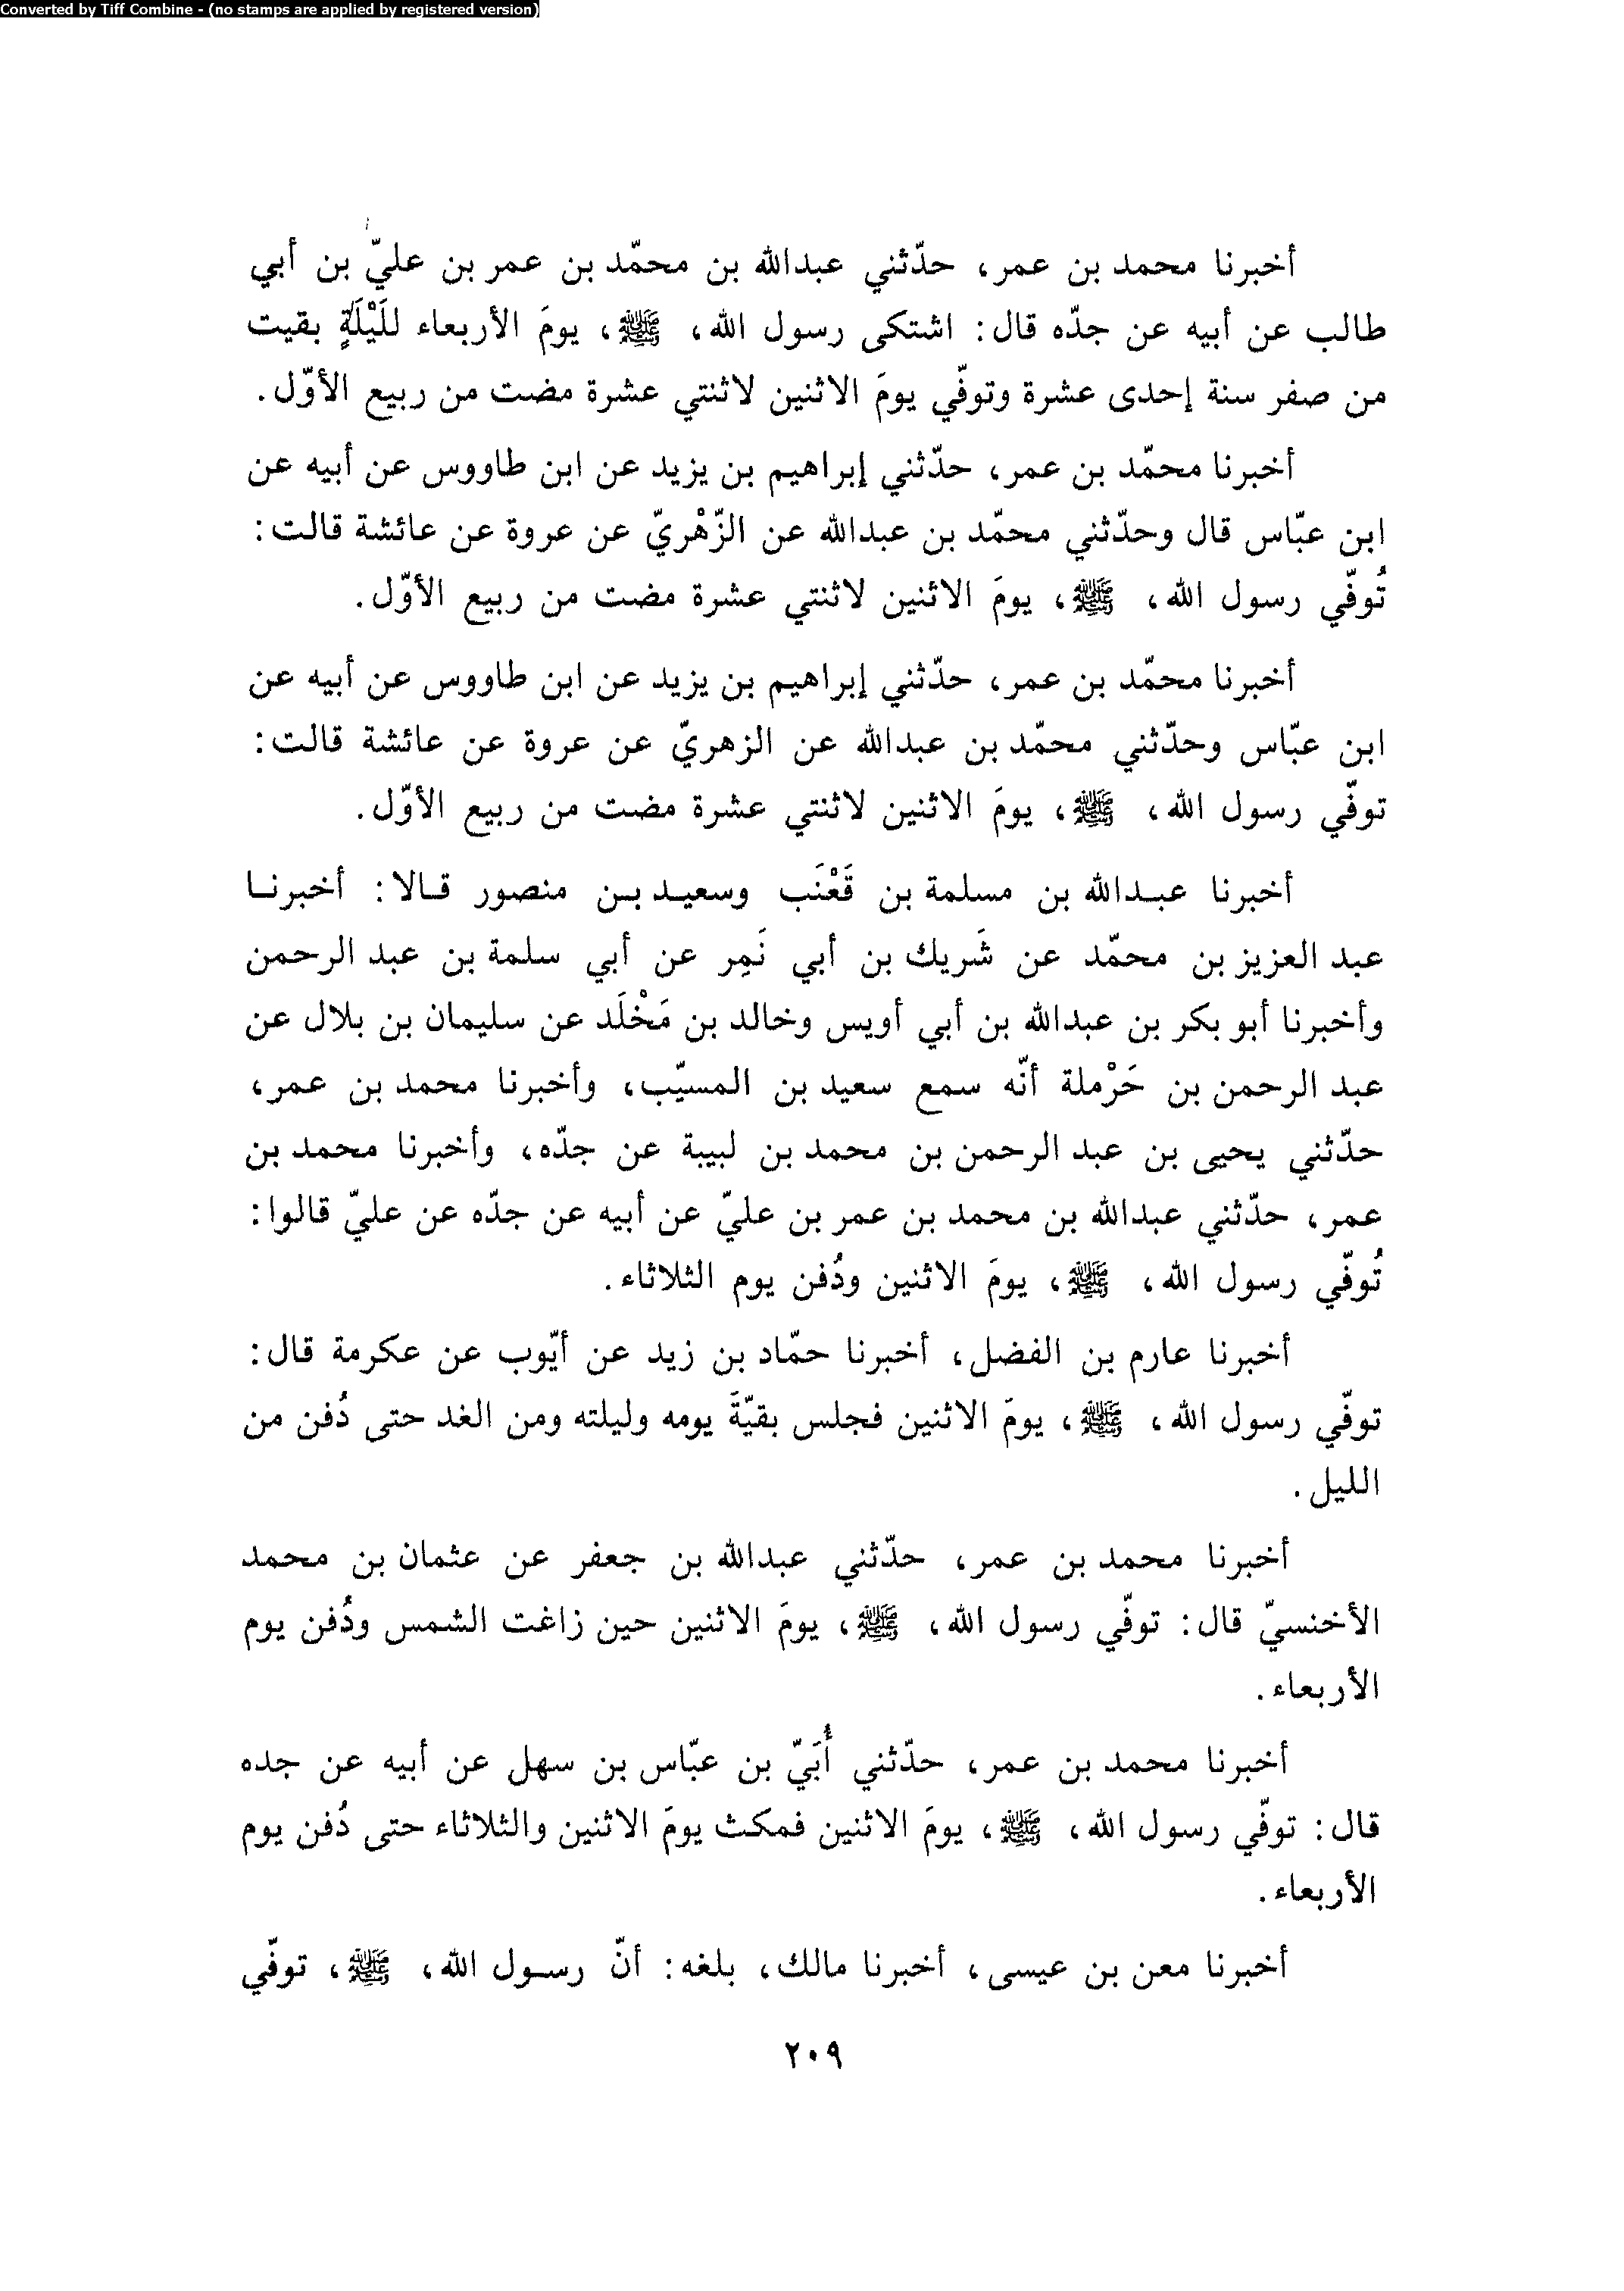 Converted by Tiff Combine - (no stamps are applied by registered version)
أخبرنا محمد بن عمر، حدّثني عبدالله بن محمّد بن عمر بن عليّ بن أبي
طالب عن أبيه عن جدّه قال: اشتكى رسول الله، ﷺ، يومَ الأربعاء للَيْلَةٍ بقيت
من صفر سنة إحدى عشرة وتوفّي يومَ الاثنين لاثنتي عشرة مضت من ربيع الأوّل.
أخبرنا محمّد بن عمر، حدّثني إبراهيم بن يزيد عن ابن طاووس عن أبيه عن
ابن عبّاس قال وحدّثني محمّد بن عبدالله عن الزّهْريّ عن عروة عن عائشة قالت:
تُوفّي رسول الله، ﷺ، يومَ الاثنين لاثنتي عشرة مضت من ربيع الأوّل.
أخبرنا محمّد بن عمر، حدّثني إبراهيم بن يزيد عن ابن طاووس عن أبيه عن
ابن عبّاس وحدّثني محمّد بن عبدالله عن الزهريّ عن عروة عن عائشة قالت:
توفّي رسول الله، ﷺ، يومَ الاثنين لاثنتي عشرة مضت من ربيع الأوّل.
أخبرنا عبدالله بن مسلمة بن قَعْنَب وسعيد بن منصور قالا: أخبرنا
عبد العزيز بن محمّد عن شَريك بن أبي نَمِر عن أبي سلمة بن عبد الرحمن
وأخبرنا أبو بكر بن عبدالله بن أبي أويس وخالد بن مَخْلَد عن سليمان بن بلال عن
عبد الرحمن بن حَرْملة أنّه سمع سعيد بن المسيّب، وأخبرنا محمد بن عمر،
حدّثني يحيى بن عبد الرحمن بن محمد بن لبيبة عن جدّه، وأخبرنا محمد بن
عمر، حدّثني عبدالله بن محمد بن عمر بن عليّ عن أبيه عن جدّه عن عليّ قالوا:
تُوفّي رسول الله، ﷺ، يومَ الاثنين ودُفن يوم الثلاثاء.
أخبرنا عارم بن الفضل، أخبرنا حمّاد بن زيد عن أيّوب عن عكرمة قال:
توفّي رسول الله، ﷺ، يومَ الاثنين فجلس بقيّةَ يومه وليلته ومن الغد حتى دُفن من
الليل.
أخبرنا محمد بن عمر، حدّثني عبدالله بن جعفر عن عثمان بن محمد
الأخنسيّ قال: توفّي رسول الله، ﷺ، يومَ الاثنين حين زاغت الشمس ودُفن يوم
الأربعاء.
أخبرنا محمد بن عمر، حدّثني أُبَيّ بن عبّاس بن سهل عن أبيه عن جده
قال: توفّي رسول الله، ﷺ، يومَ الاثنين فمكث يومَ الاثنين والثلاثاء حتى دُفن يوم
الأربعاء.
أخبرنا معن بن عيسى، أخبرنا مالك، بلغه: أنّ رسول الله، ﷺ، توفّي
٢٠٩